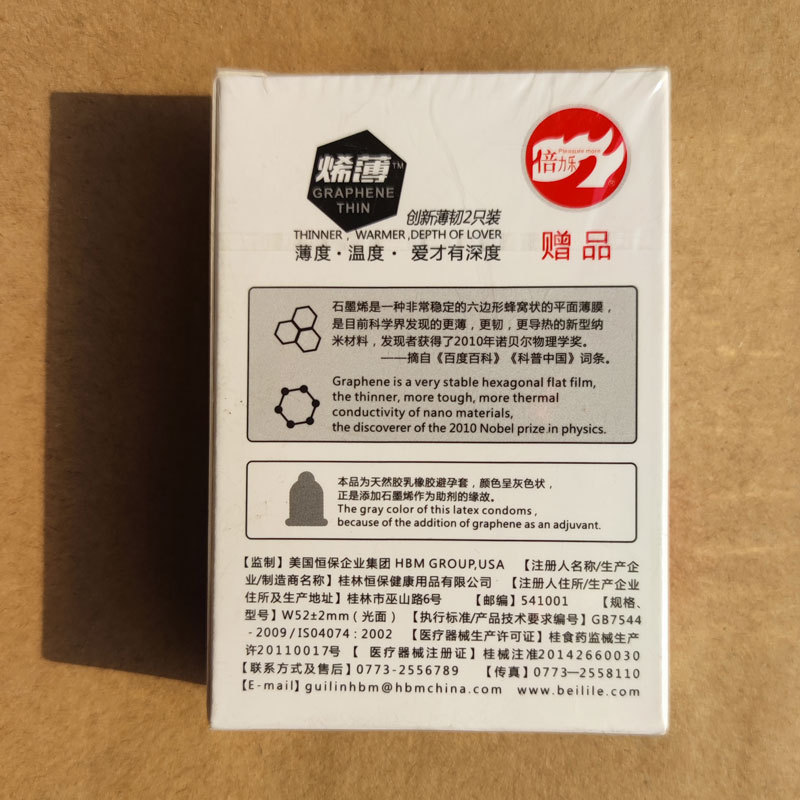 烯薄™
GRAPHENE
THIN
创新薄韧2只装
THINNER , WARMER ,DEPTH OF LOVER
薄度·温度· 爱才有深度
Pleasure more
倍力乐
®
赠品
石墨烯是一种非常稳定的六边形蜂窝状的平面薄膜,
是目前科学界发现的更薄，更韧，更导热的新型纳
米材料，发现者获得了2010年诺贝尔物理学奖。
——摘自《百度百科》《科普中国》词条。
Graphene is a very stable hexagonal flat film,
the thinner, more tough, more thermal
conductivity of nano materials,
the discoverer of the 2010 Nobel prize in physics.
本品为天然胶乳橡胶避孕套，颜色呈灰色状，
正是添加石墨烯作为助剂的缘故。
The gray color of this latex condoms ,
because of the addition of graphene as an adjuvant.
【监制】美国恒保企业集团 HBM GROUP,USA 【注册人名称/生产企
业/制造商名称】桂林恒保健康用品有限公司 【注册人住所/生产企业
住所及生产地址】桂林市巫山路6号 【邮编】541001 【规格、
型号】W52±2mm（光面）【执行标准/产品技术要求编号】GB7544
- 2009 / IS04074 : 2002 【医疗器械生产许可证】桂食药监械生产
许20110017号【 医疗器械注册证】桂械注准20142660030
【联系方式及售后】0773-2556789 【传真】0773—2558110
【E-mail】guilinhbm@hbmchina.com www.beilile.com